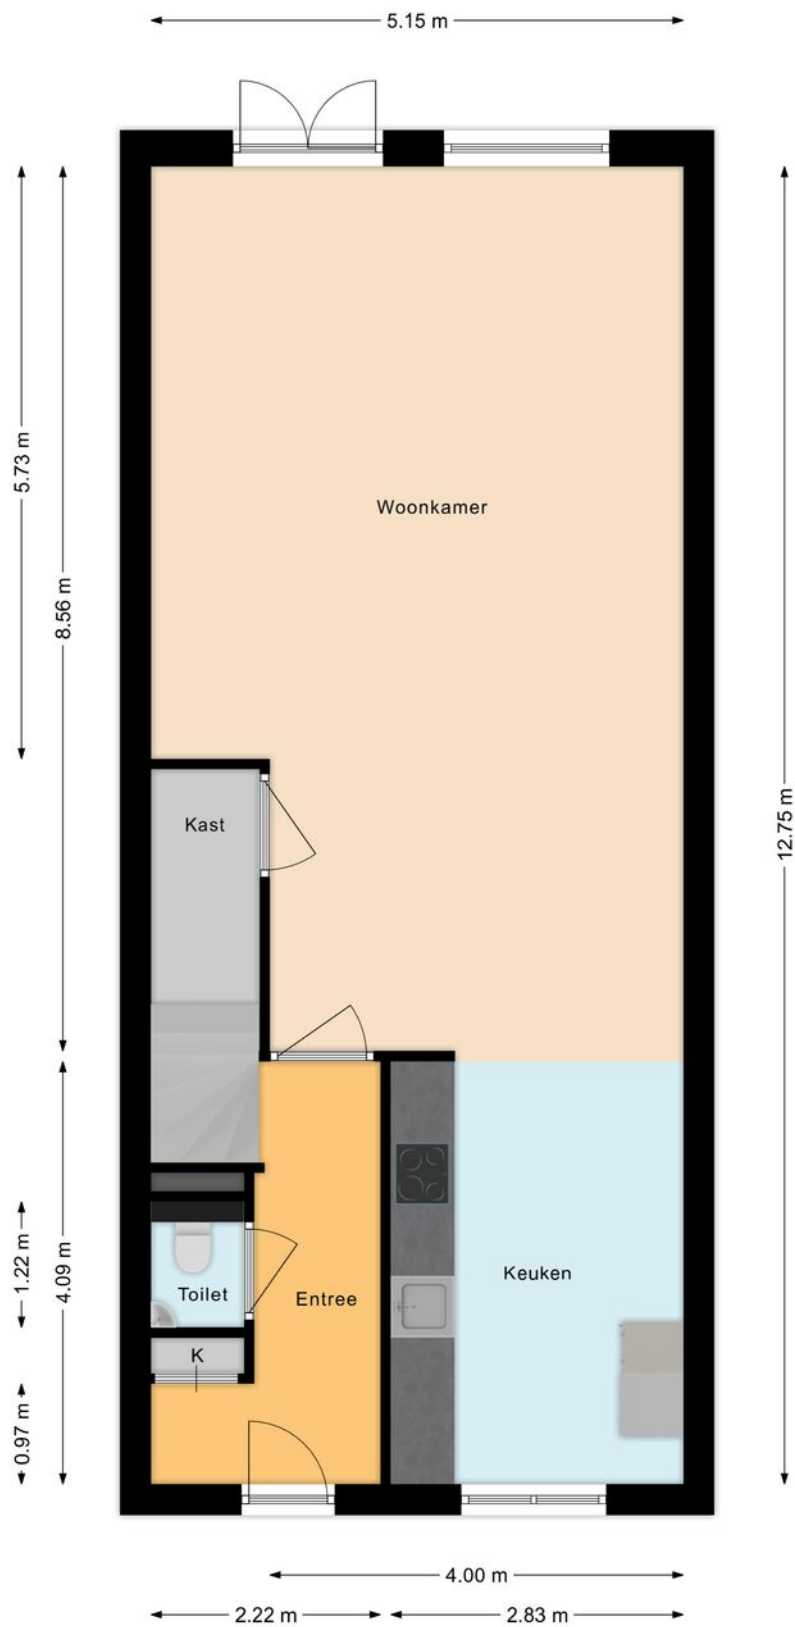 5.15 m
5.73 m
8.56 m
Woonkamer
12.75 m
Kast
1.22 m
4.09 m
Toilet
Entree
Keuken
K
0.97 m
4.00 m
2.22 m
2.83 m